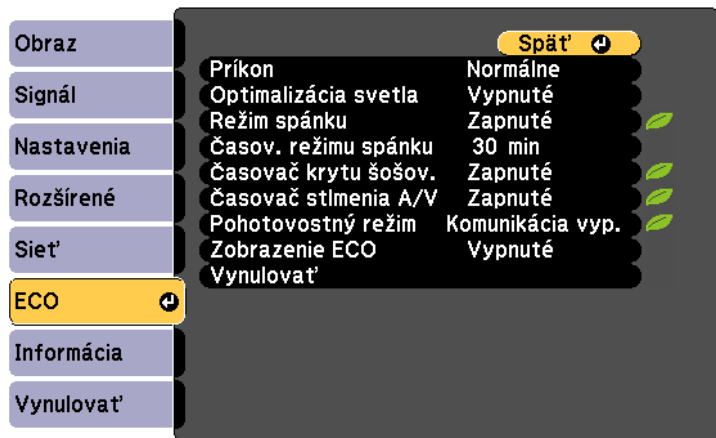 Obraz
Signál
Nastavenia
Rozšírené
Sieť
ECO
Informácia
Vynulovať
Späť
Príkon Normálne
Optimalizácia svetla Vypnuté
Režim spánku Zapnuté
Časov. režimu spánku 30 min
Časovač krytu šošov. Zapnuté
Časovač stlmenia A/V Zapnuté
Pohotovostný režim Komunikácia vyp.
Zobrazenie ECO Vypnuté
Vynulovať